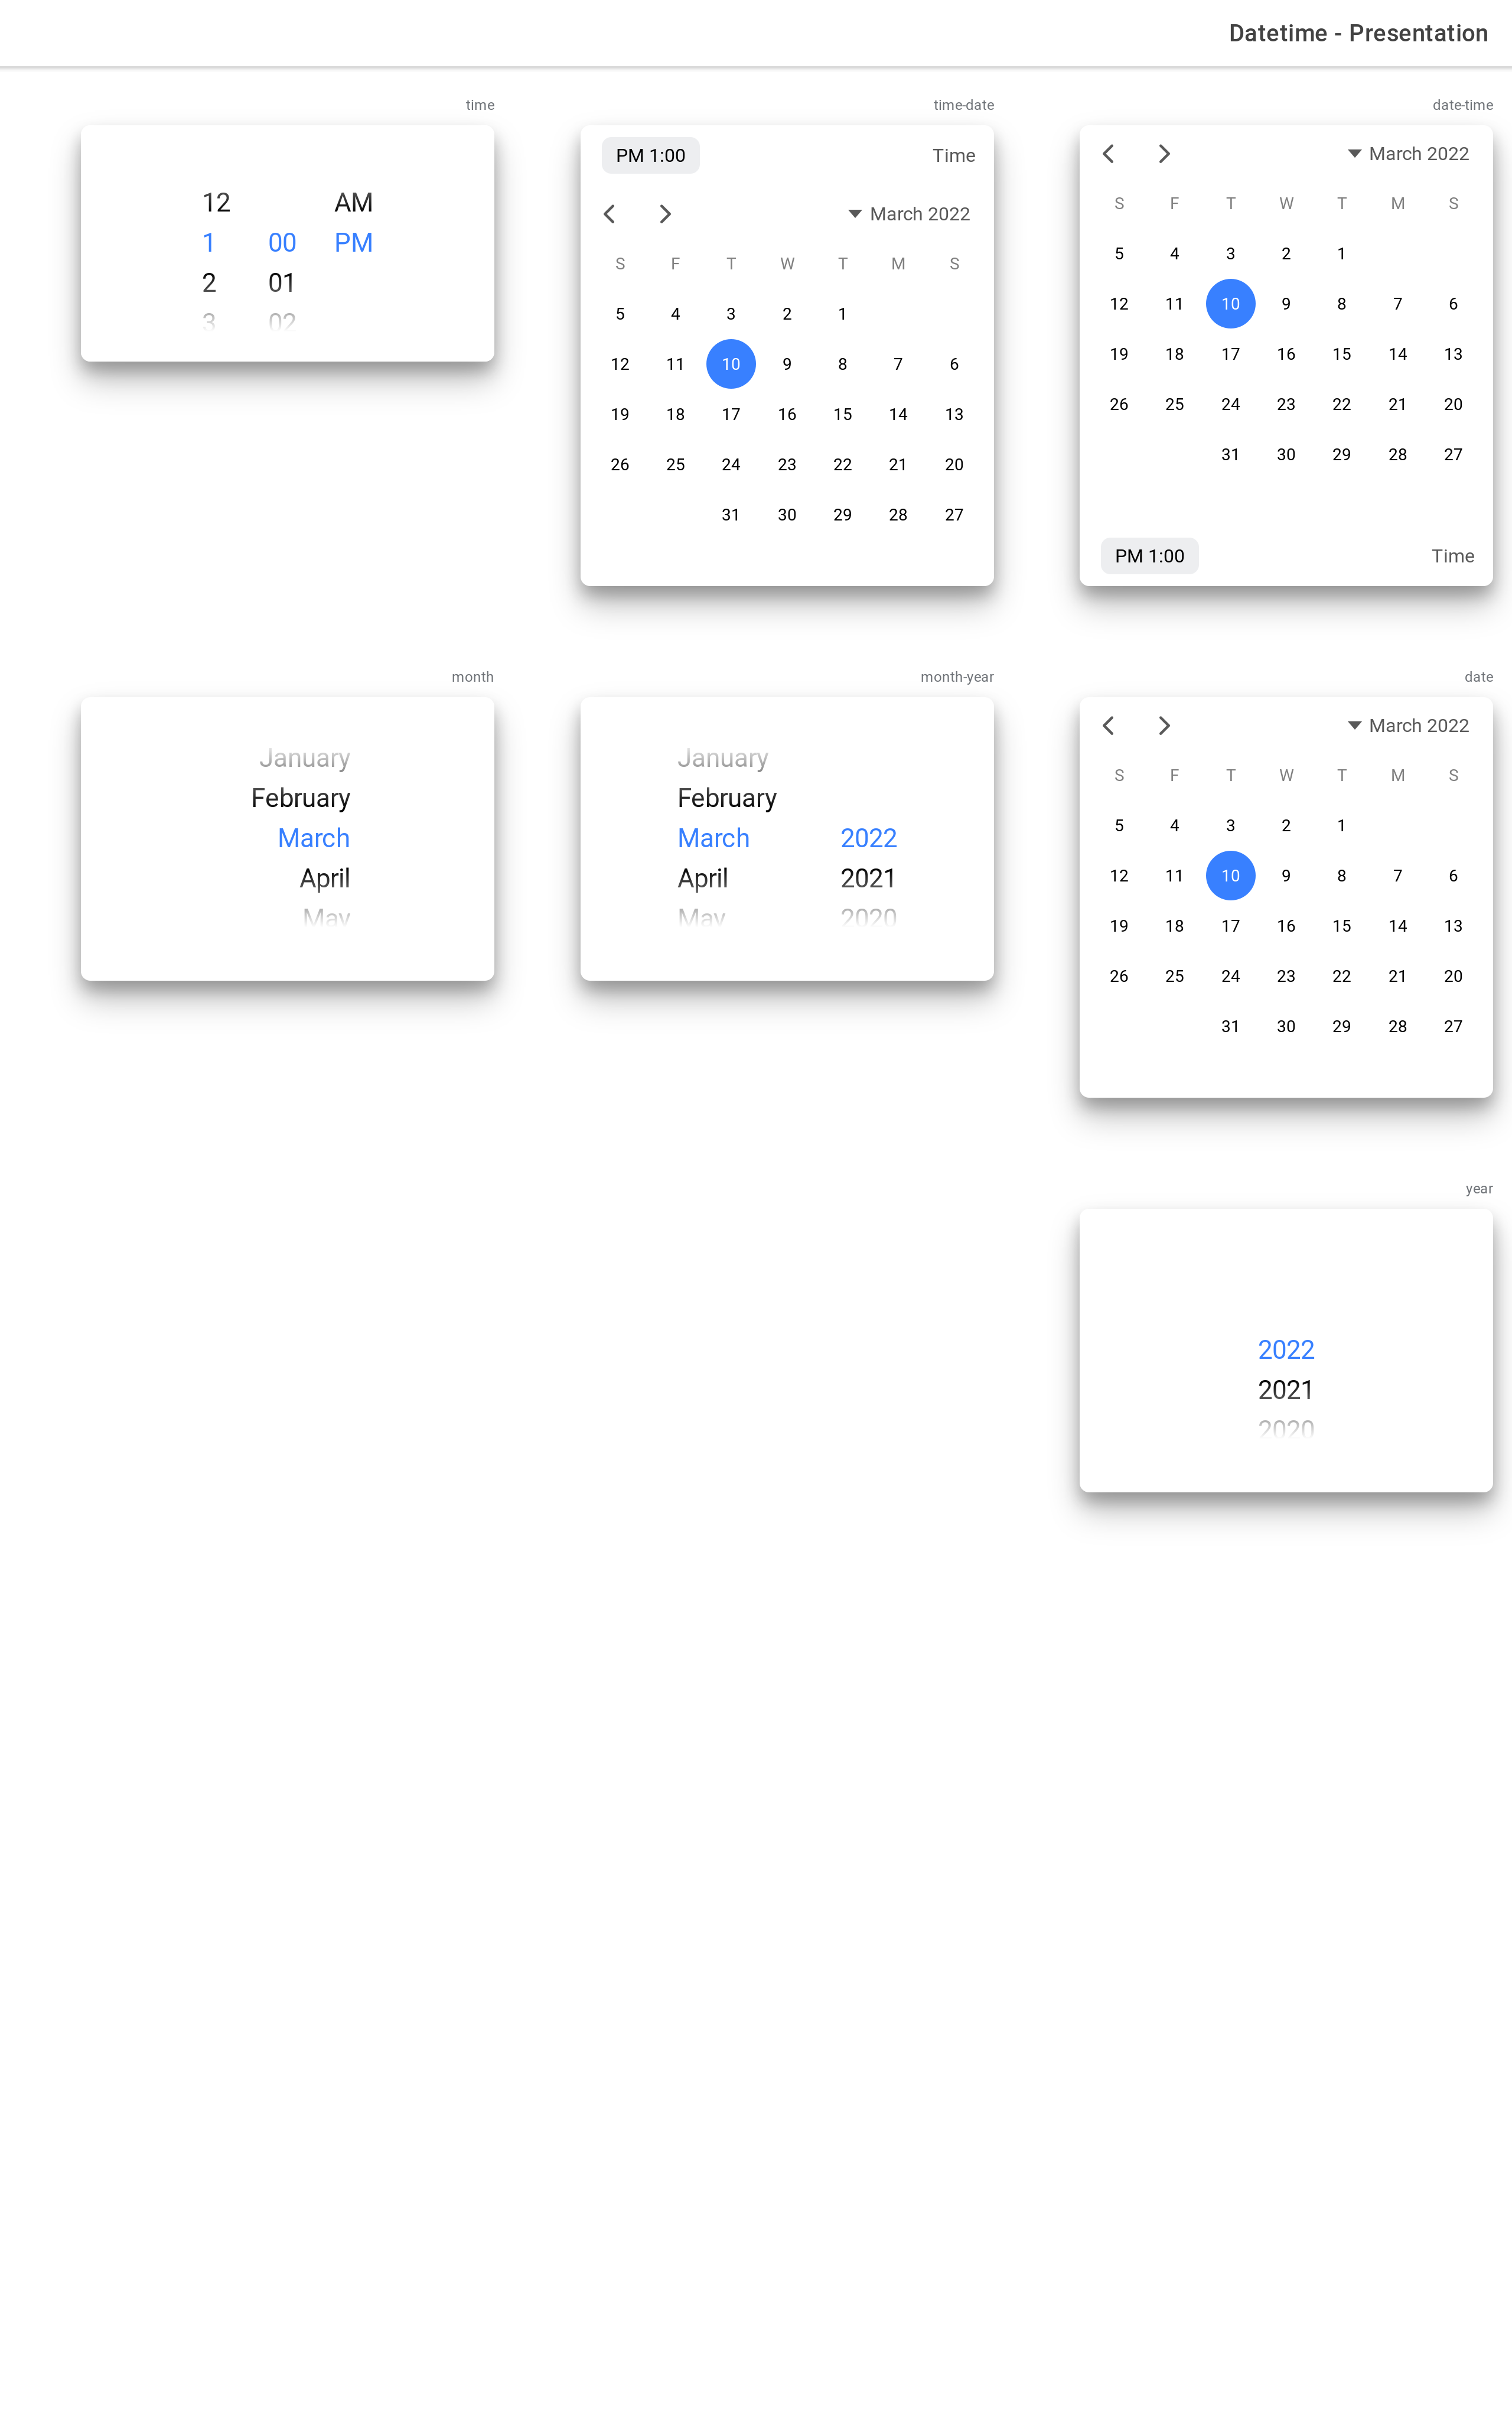 Datetime - Presentation
time
12 AM
1 00 PM
2 01
3 02
time-date
PM 1:00 Time
March 2022
S F T W T M S
5 4 3 2 1
12 11 10 9 8 7 6
19 18 17 16 15 14 13
26 25 24 23 22 21 20
31 30 29 28 27
date-time
March 2022
S F T W T M S
5 4 3 2 1
12 11 10 9 8 7 6
19 18 17 16 15 14 13
26 25 24 23 22 21 20
31 30 29 28 27
PM 1:00 Time
month
January
February
March
April
May
month-year
January
February
March 2022
April 2021
May 2020
date
March 2022
S F T W T M S
5 4 3 2 1
12 11 10 9 8 7 6
19 18 17 16 15 14 13
26 25 24 23 22 21 20
31 30 29 28 27
year
2022
2021
2020